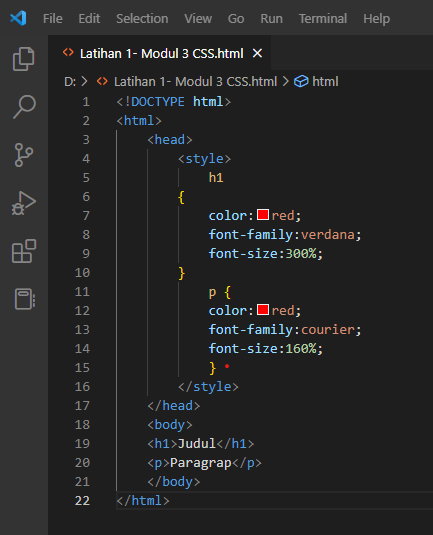 File Edit Selection View Go Run Terminal Help
<> Latihan 1- Modul 3 CSS.html ×
D: > <> Latihan 1- Modul 3 CSS.html > html
1 <!DOCTYPE html>
2 <html>
3 <head>
4 <style>
5 h1
6 {
7 color:red;
8 font-family:verdana;
9 font-size:300%;
10 }
11 p {
12 color:red;
13 font-family:courier;
14 font-size:160%;
15 }
16 </style>
17 </head>
18 <body>
19 <h1>Judul</h1>
20 <p>Paragrap</p>
21 </body>
22 </html>